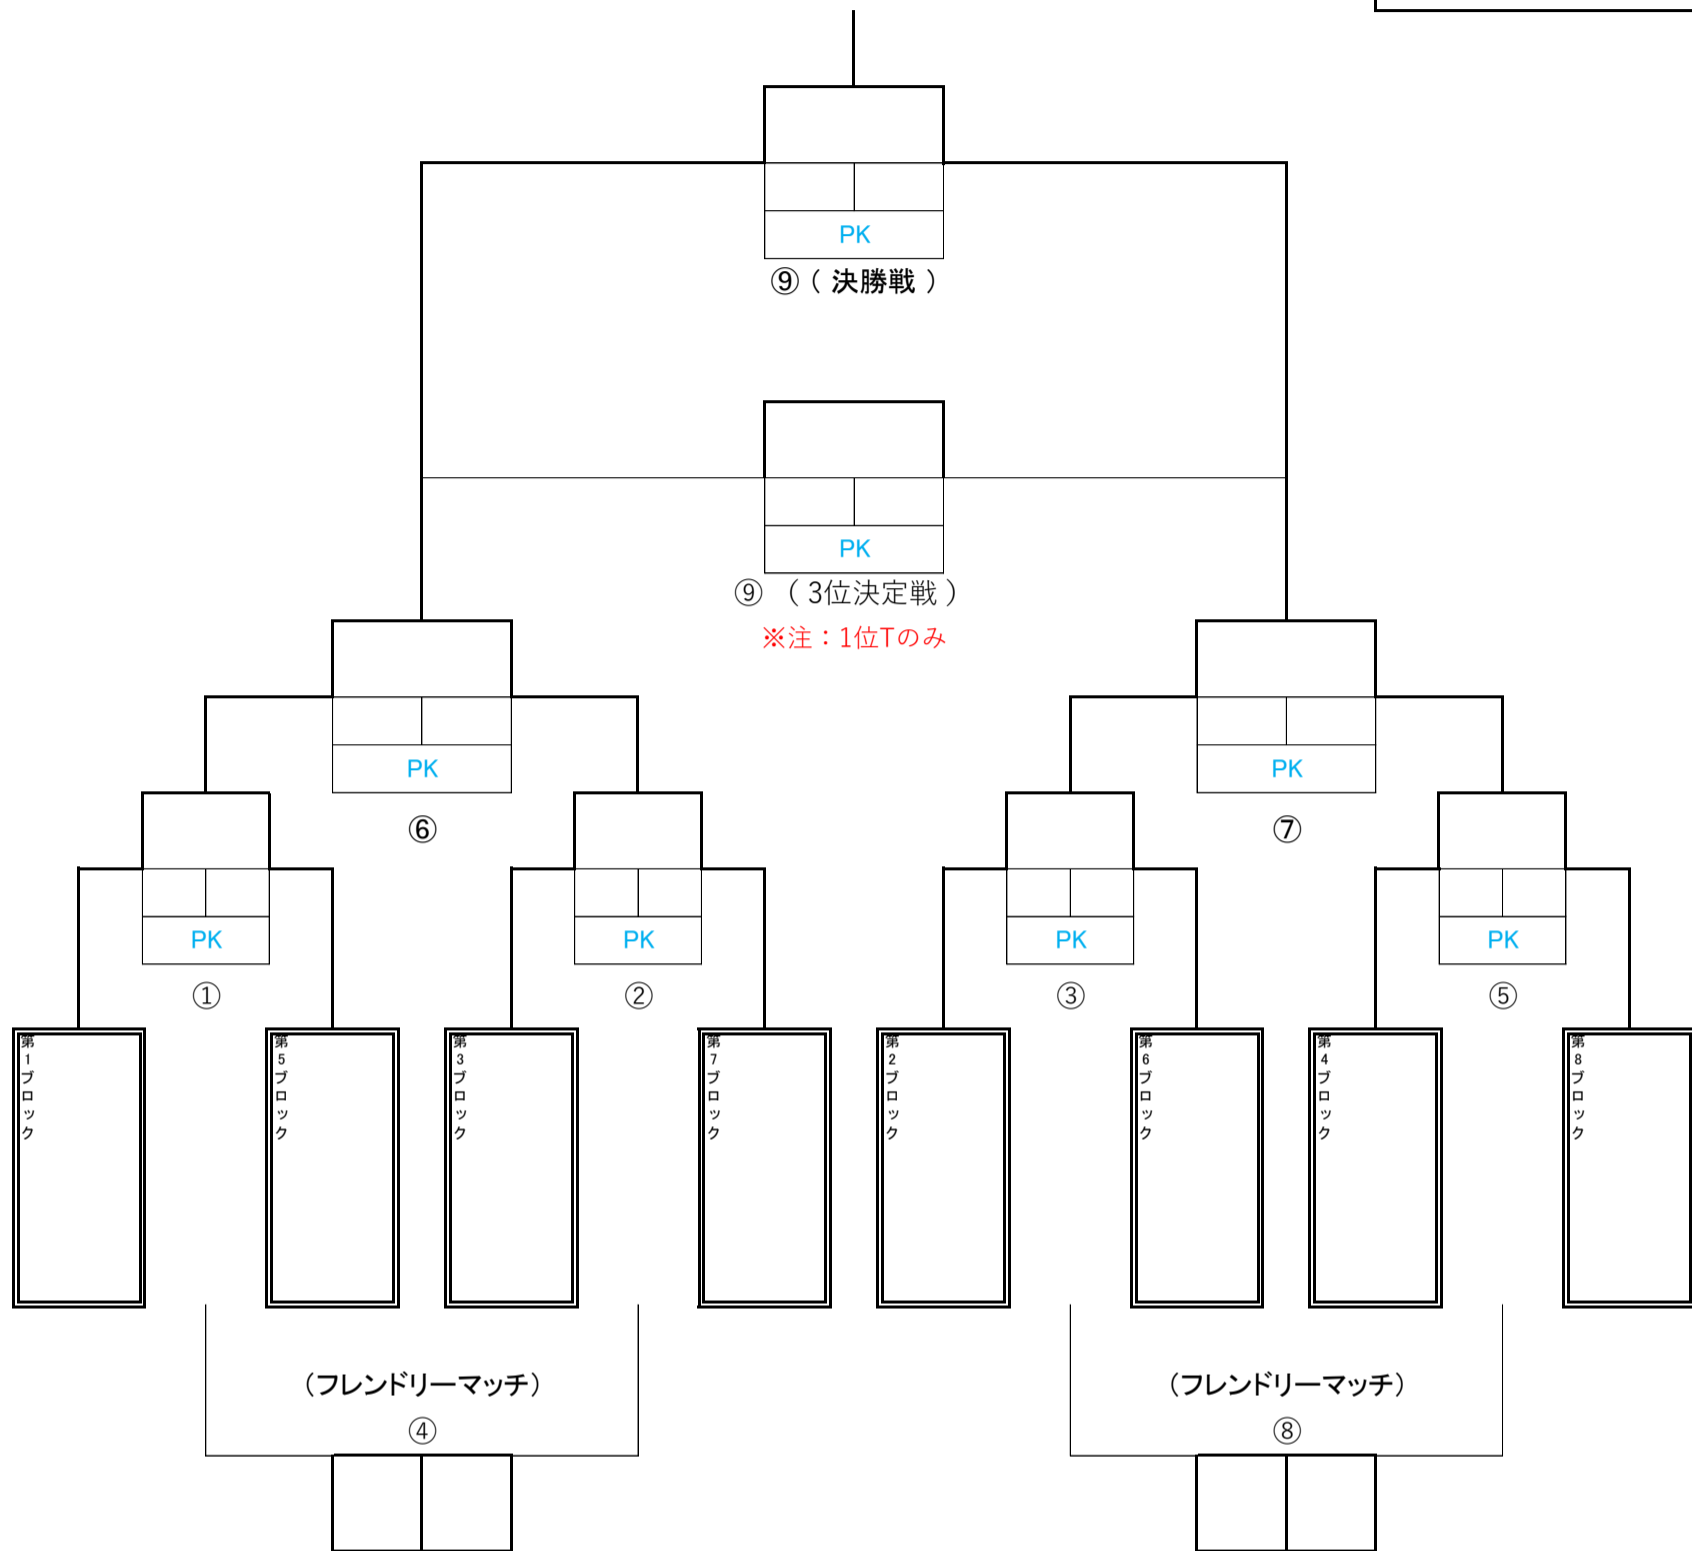 PK
⑨（ 決勝戦 ）
PK
⑨ （ 3位決定戦 ）
※注：1位Tのみ
PK
PK
⑥
⑦
PK
PK
PK
PK
①
②
③
⑤
第1ブロック
第5ブロック
第3ブロック
第7ブロック
第2ブロック
第6ブロック
第4ブロック
第8ブロック
（フレンドリーマッチ）
（フレンドリーマッチ）
④
⑧